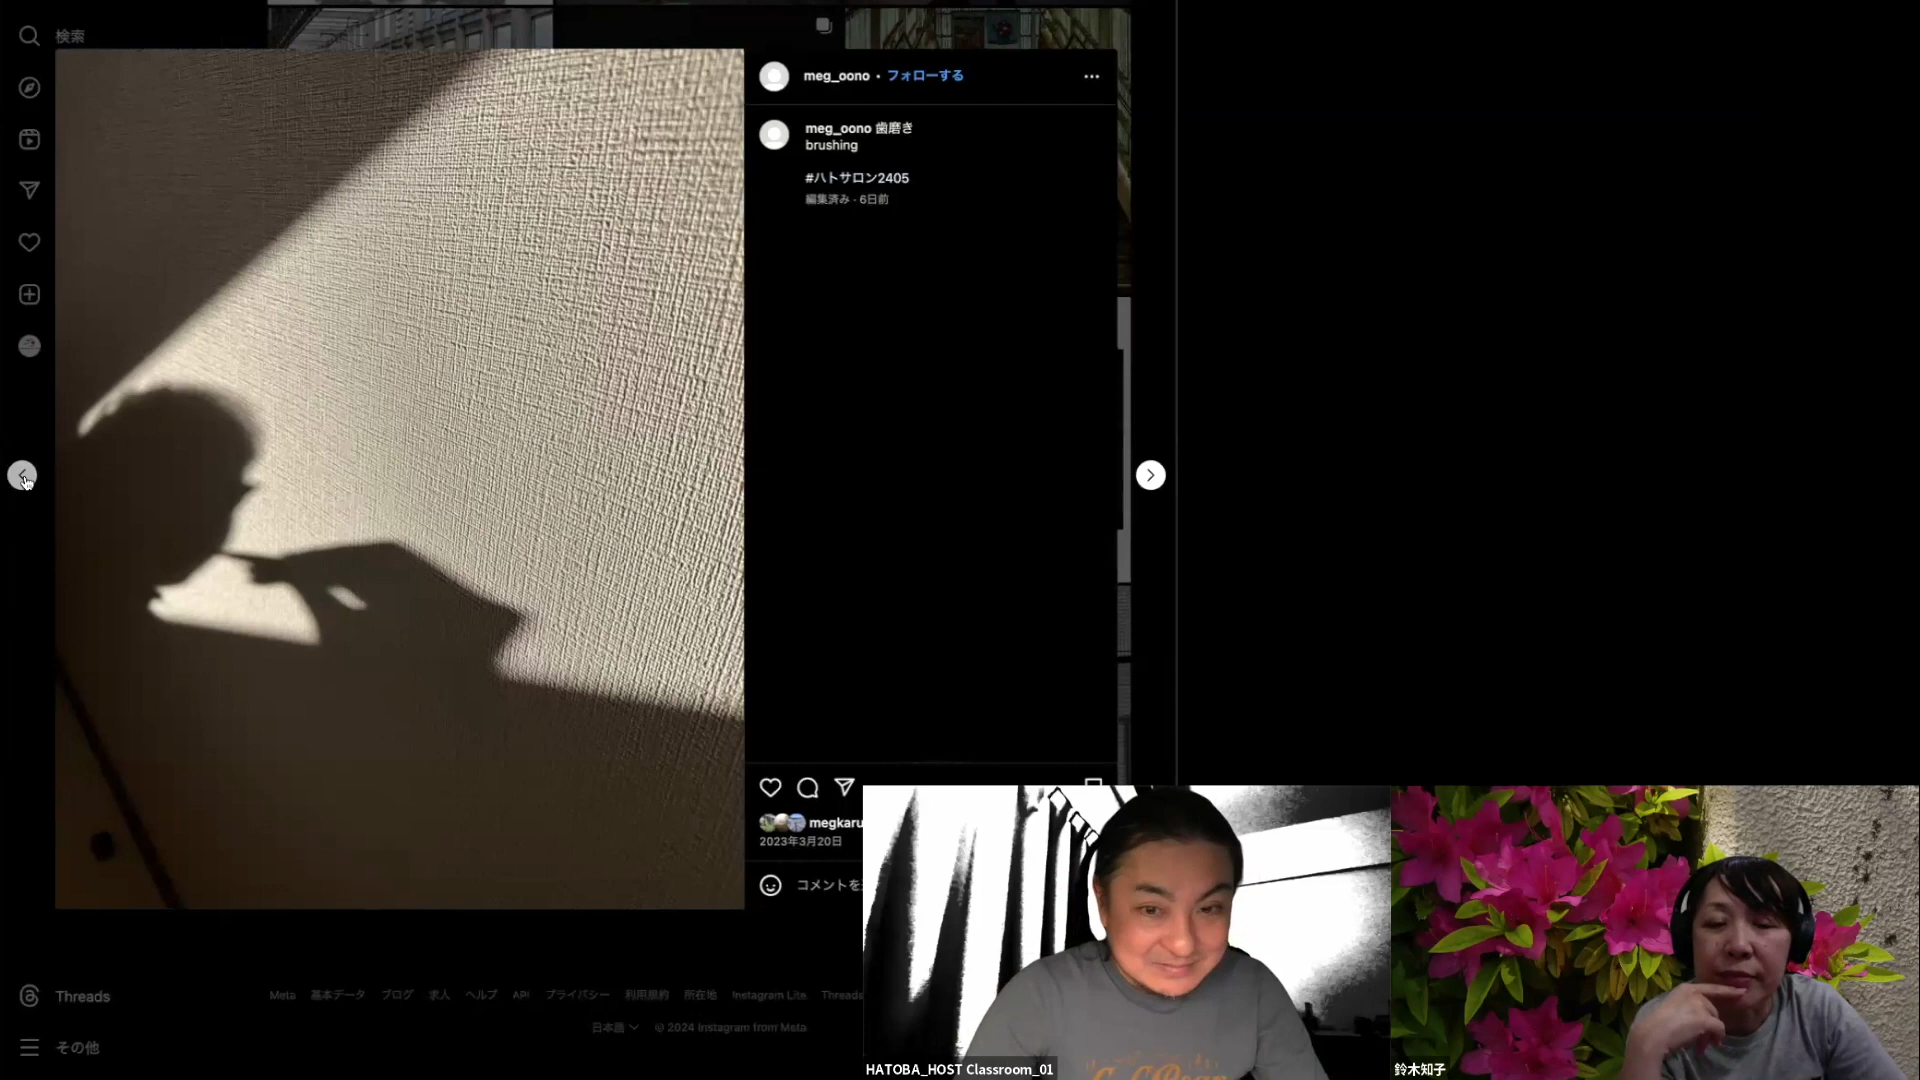 検索
meg_oono • フォローする
meg_oono 歯磨き
brushing
#ハトサロン2405
編集済み · 6日前
megkaru
2023年3月20日
コメントを
Threads
その他
Meta 基本データ ブログ 求人 ヘルプ API プライバシー 利用規約 所在地 Instagram Lite Threads
日本語 © 2024 Instagram from Meta
HATOBA_HOST Classroom_01
鈴木知子